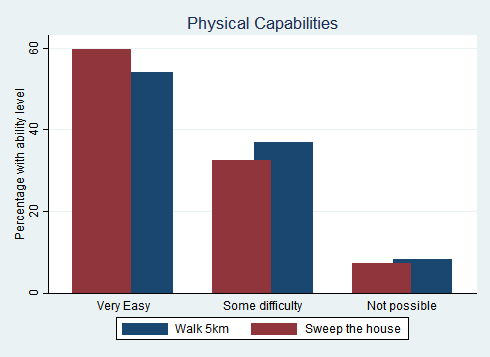 Physical Capabilities
Percentage with ability level
60
40
20
0
Very Easy Some difficulty Not possible
Walk 5km Sweep the house